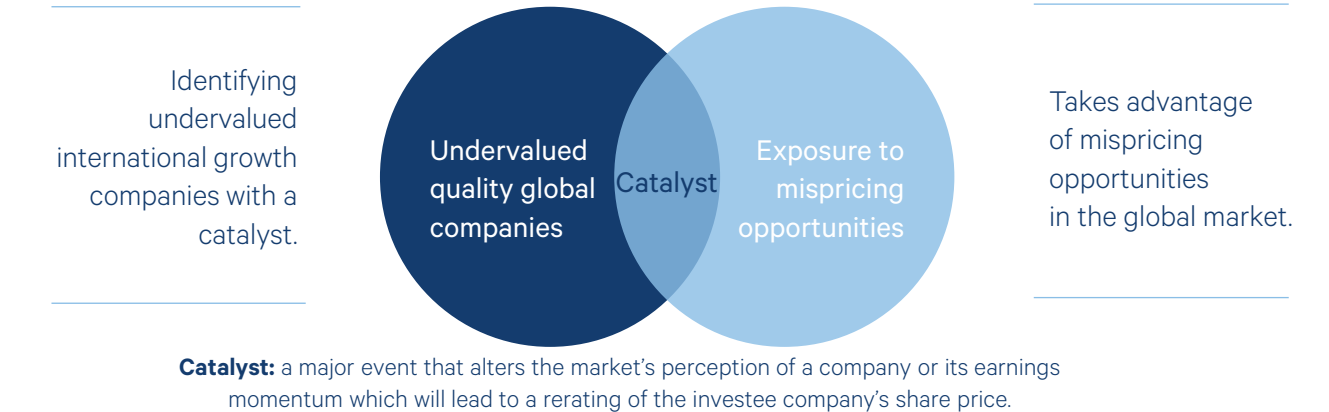 Identifying
undervalued
international growth
companies with a
catalyst.
Undervalued
quality global
companies
Catalyst
Exposure to
mispricing
opportunities
Takes advantage
of mispricing
opportunities
in the global market.
Catalyst: a major event that alters the market’s perception of a company or its earnings
momentum which will lead to a rerating of the investee company’s share price.